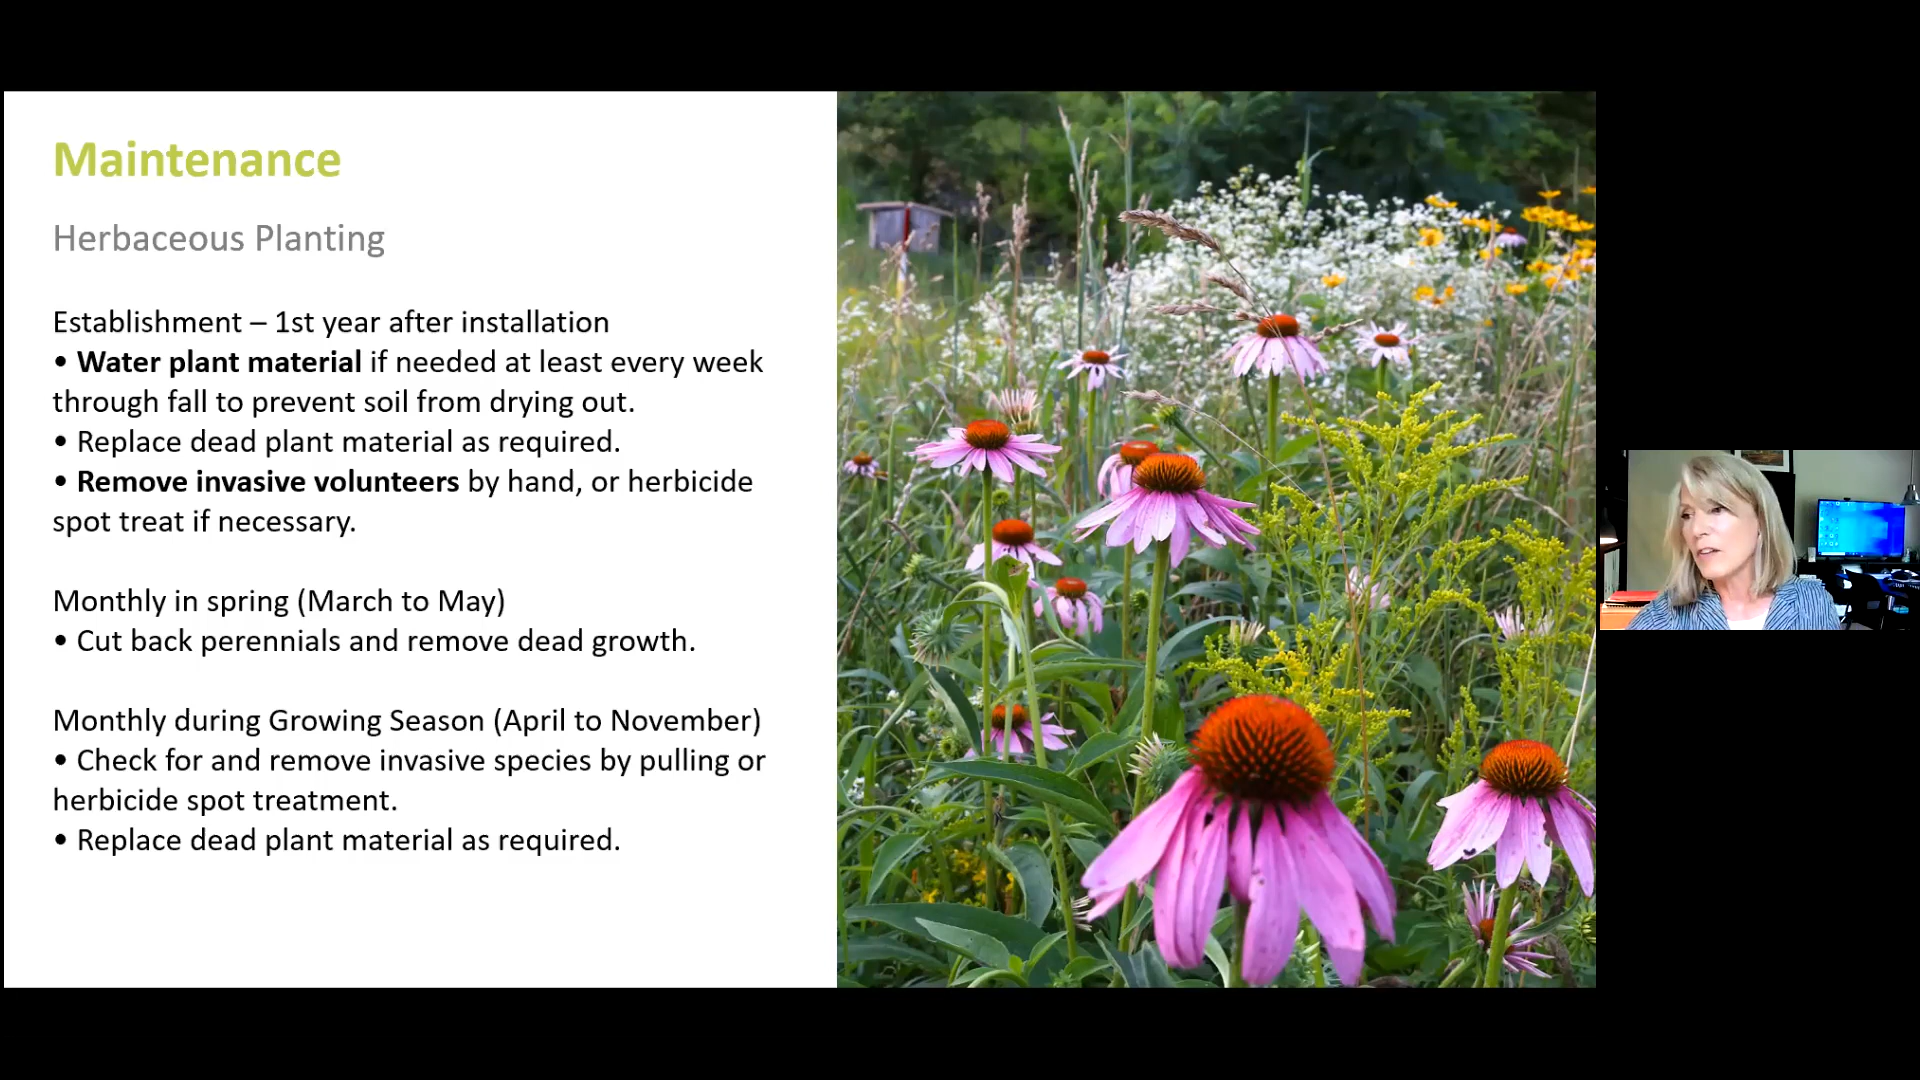 Maintenance
Herbaceous Planting
Establishment – 1st year after installation
• Water plant material if needed at least every week
through fall to prevent soil from drying out.
• Replace dead plant material as required.
• Remove invasive volunteers by hand, or herbicide
spot treat if necessary.
Monthly in spring (March to May)
• Cut back perennials and remove dead growth.
Monthly during Growing Season (April to November)
• Check for and remove invasive species by pulling or
herbicide spot treatment.
• Replace dead plant material as required.